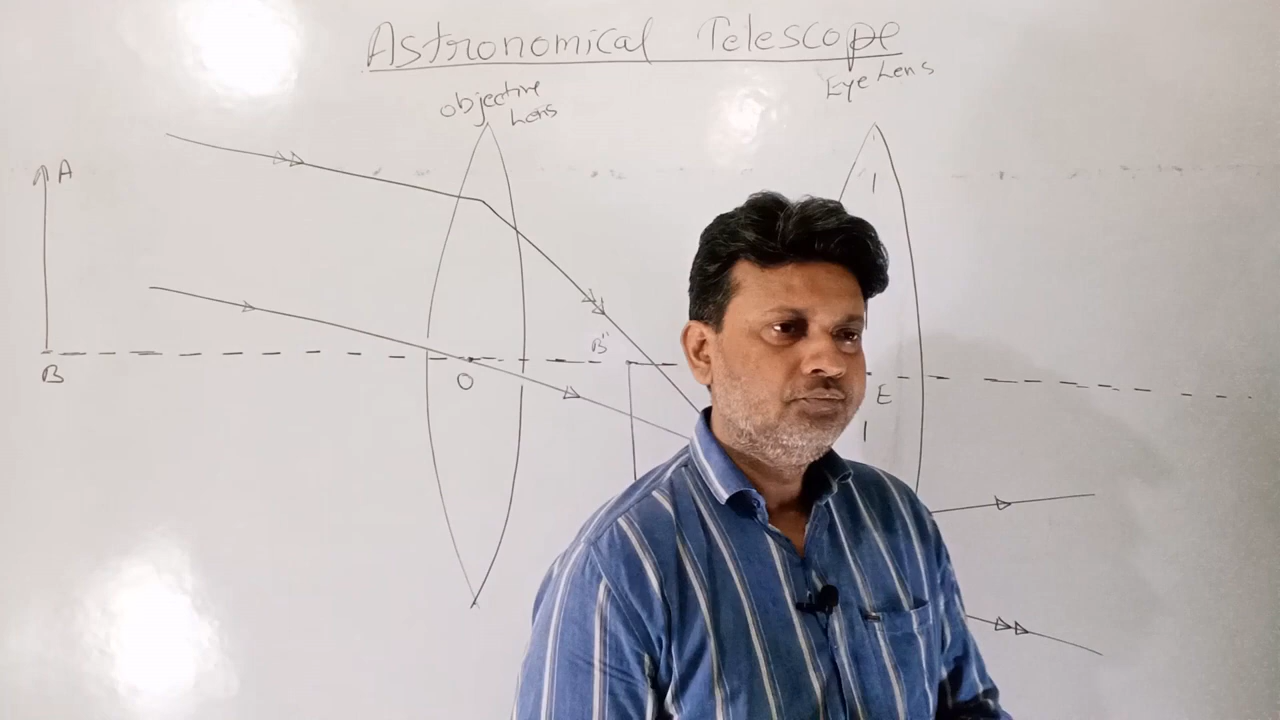 Astronomical Telescope
Objective
Lens
Eye Lens
A
B
O
B"
E